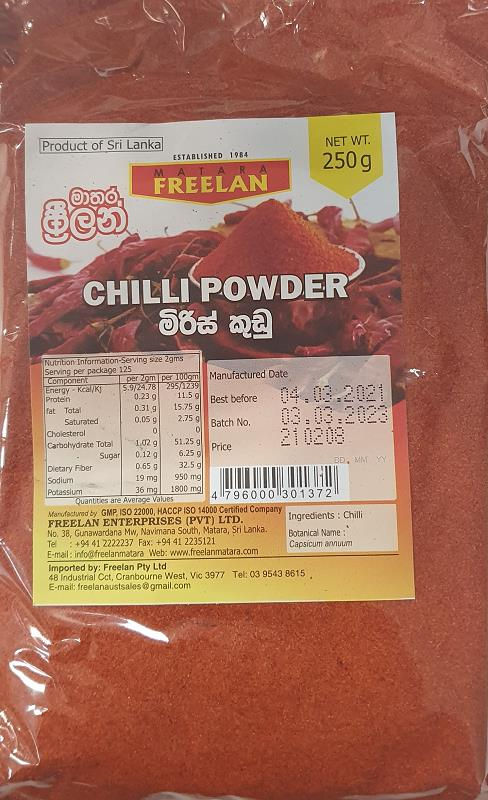 Product of Sri Lanka
ESTABLISHED 1984
MATARA
FREELAN
NET WT.
250g
මාතර
ෆ්‍රීලන්
CHILLI POWDER
මිරිස් කුඩු
Nutrition Information-Serving size 2gms
Serving per package 125
Component per 2gm per 100gm
Energy - Kcal/Kj 5.9/24.78 295/1239
Protein 0.23 g 11.5 g
fat Total 0.31 g 15.75 g
Saturated 0.05 g 2.75 g
Cholesterol 0 0
Carbohydrate Total 1.02 g 51.25 g
- Sugar 0.12 g 6.25 g
Dietary Fiber 0.65 g 32.5 g
Sodium 19 mg 950 mg
Potassium 36 mg 1800 mg
Quantities are Average Values
Manufactured Date 04.03.2021
Best before 03.03.2023
Batch No. 210208
Price
DD MM YY
4 796000 301372
Manufactured by GMP, ISO 22000, HACCP ISO 14000 Certified Company
FREELAN ENTERPRISES (PVT) LTD.
No. 38, Gunawardana Mw, Navimana South, Matara, Sri Lanka.
Tel : +94 41 2222237 Fax: +94 41 2235121
E-mail : info@freelanmatara Web: www.freelanmatara.com
Ingredients : Chilli
Botanical Name :
Capsicum annuum
Imported by: Freelan Pty Ltd
48 Industrial Cct, Cranbourne West, Vic 3977 Tel: 03 9543 8615
E-mail: freelanaustsales@gmail.com